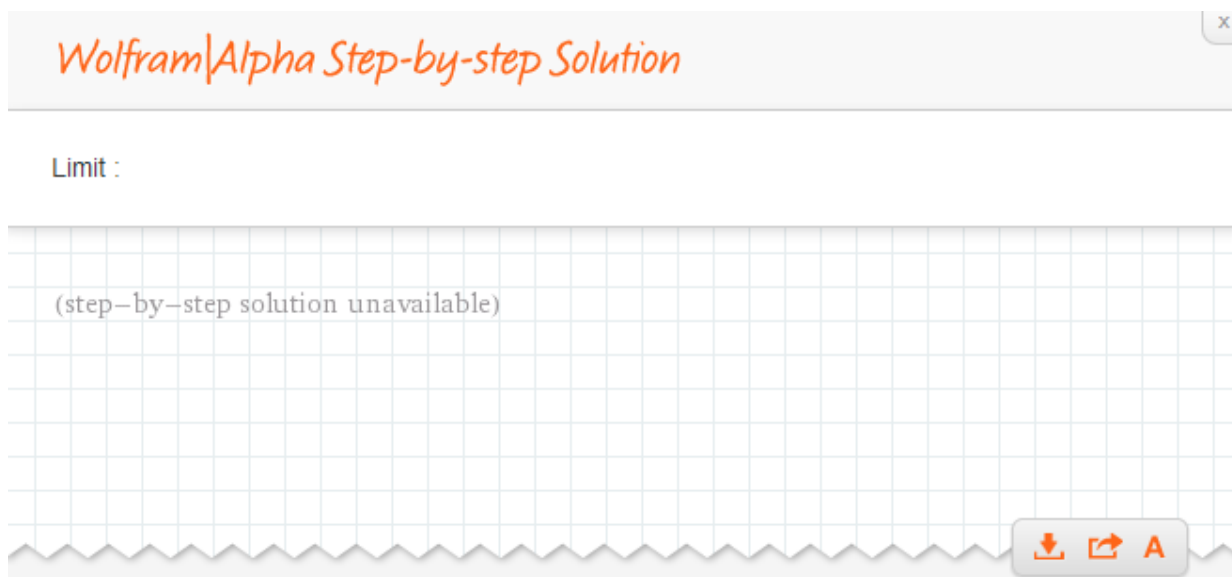 x
Wolfram|Alpha Step-by-step Solution
Limit :
(step–by–step solution unavailable)
A